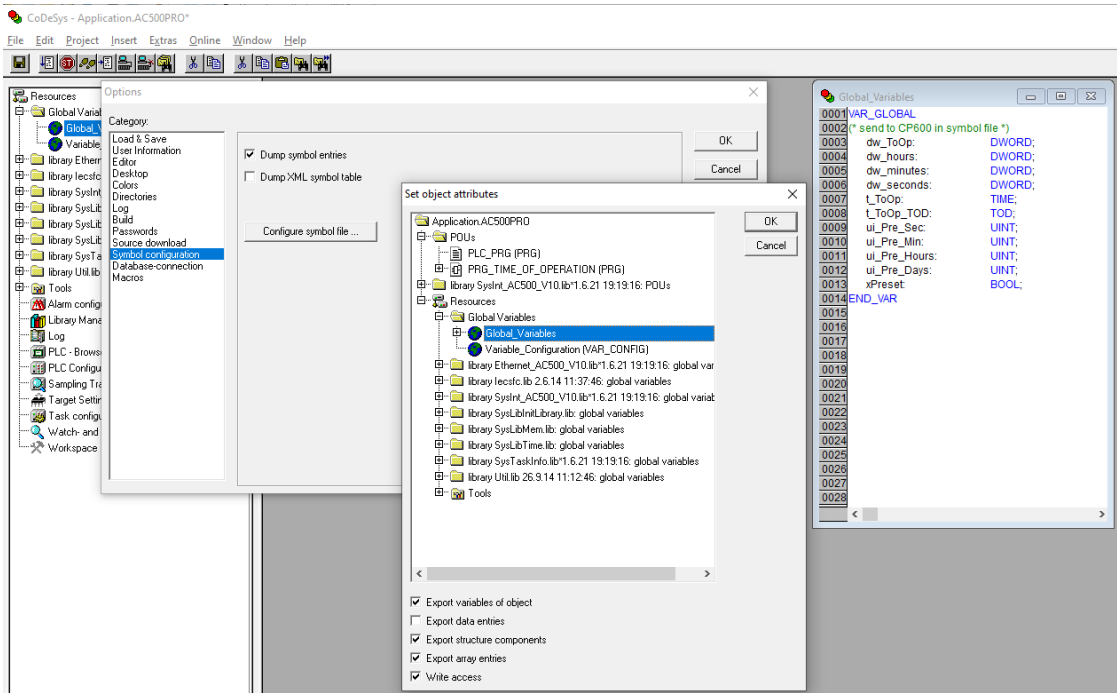 CoDeSys - Application.AC500PRO*
File Edit Project Insert Extras Online Window Help
Resources
Global Variab
Global_V
Variable_
library Ethern
library Iecsfc
library SysInt
library SysLib
library SysLib
library SysLib
library SysTa
library Util.lib
Tools
Alarm config
Library Mana
Log
PLC - Brows
PLC Configu
Sampling Tra
Target Settin
Task configu
Watch- and
Workspace
Options
Category:
Load & Save
User Information
Editor
Desktop
Colors
Directories
Log
Build
Passwords
Source download
Symbol configuration
Database-connection
Macros
Dump symbol entries
Dump XML symbol table
Configure symbol file ...
OK
Cancel
Set object attributes
Application.AC500PRO
POUs
PLC_PRG (PRG)
PRG_TIME_OF_OPERATION (PRG)
library SysInt_AC500_V10.lib*1.6.21 19:19:16: POUs
Resources
Global Variables
Global_Variables
Variable_Configuration (VAR_CONFIG)
library Ethernet_AC500_V10.lib*1.6.21 19:19:16: global var
library Iecsfc.lib 2.6.14 11:37:46: global variables
library SysInt_AC500_V10.lib*1.6.21 19:19:16: global variab
library SysLibInitLibrary.lib: global variables
library SysLibMem.lib: global variables
library SysLibTime.lib: global variables
library SysTaskInfo.lib*1.6.21 19:19:16: global variables
library Util.lib 26.9.14 11:12:46: global variables
Tools
OK
Cancel
Export variables of object
Export data entries
Export structure components
Export array entries
Write access
Global_Variables
0001 VAR_GLOBAL
0002 (* send to CP600 in symbol file *)
0003 dw_ToOp: DWORD;
0004 dw_hours: DWORD;
0005 dw_minutes: DWORD;
0006 dw_seconds: DWORD;
0007 t_ToOp: TIME;
0008 t_ToOp_TOD: TOD;
0009 ui_Pre_Sec: UINT;
0010 ui_Pre_Min: UINT;
0011 ui_Pre_Hours: UINT;
0012 ui_Pre_Days: UINT;
0013 xPreset: BOOL;
0014 END_VAR
0015
0016
0017
0018
0019
0020
0021
0022
0023
0024
0025
0026
0027
0028